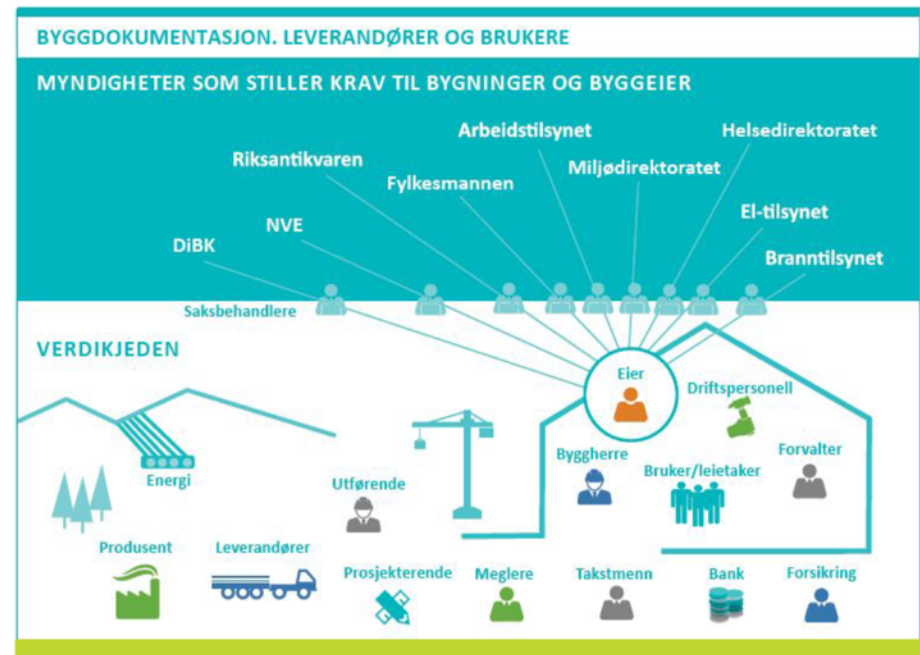 BYGGDOKUMENTASJON. LEVERANDØRER OG BRUKERE
MYNDIGHETER SOM STILLER KRAV TIL BYGNINGER OG BYGGEIER
Arbeidstilsynet
Helsedirektoratet
Riksantikvaren
Fylkesmannen
Miljødirektoratet
NVE
El-tilsynet
DiBK
Branntilsynet
Saksbehandlere
VERDIKJEDEN
Eier
Driftspersonell
Byggherre
Bruker/leietaker
Forvalter
Energi
Utførende
Produsent
Leverandører
Prosjekterende
Meglere
Takstmenn
Bank
Forsikring